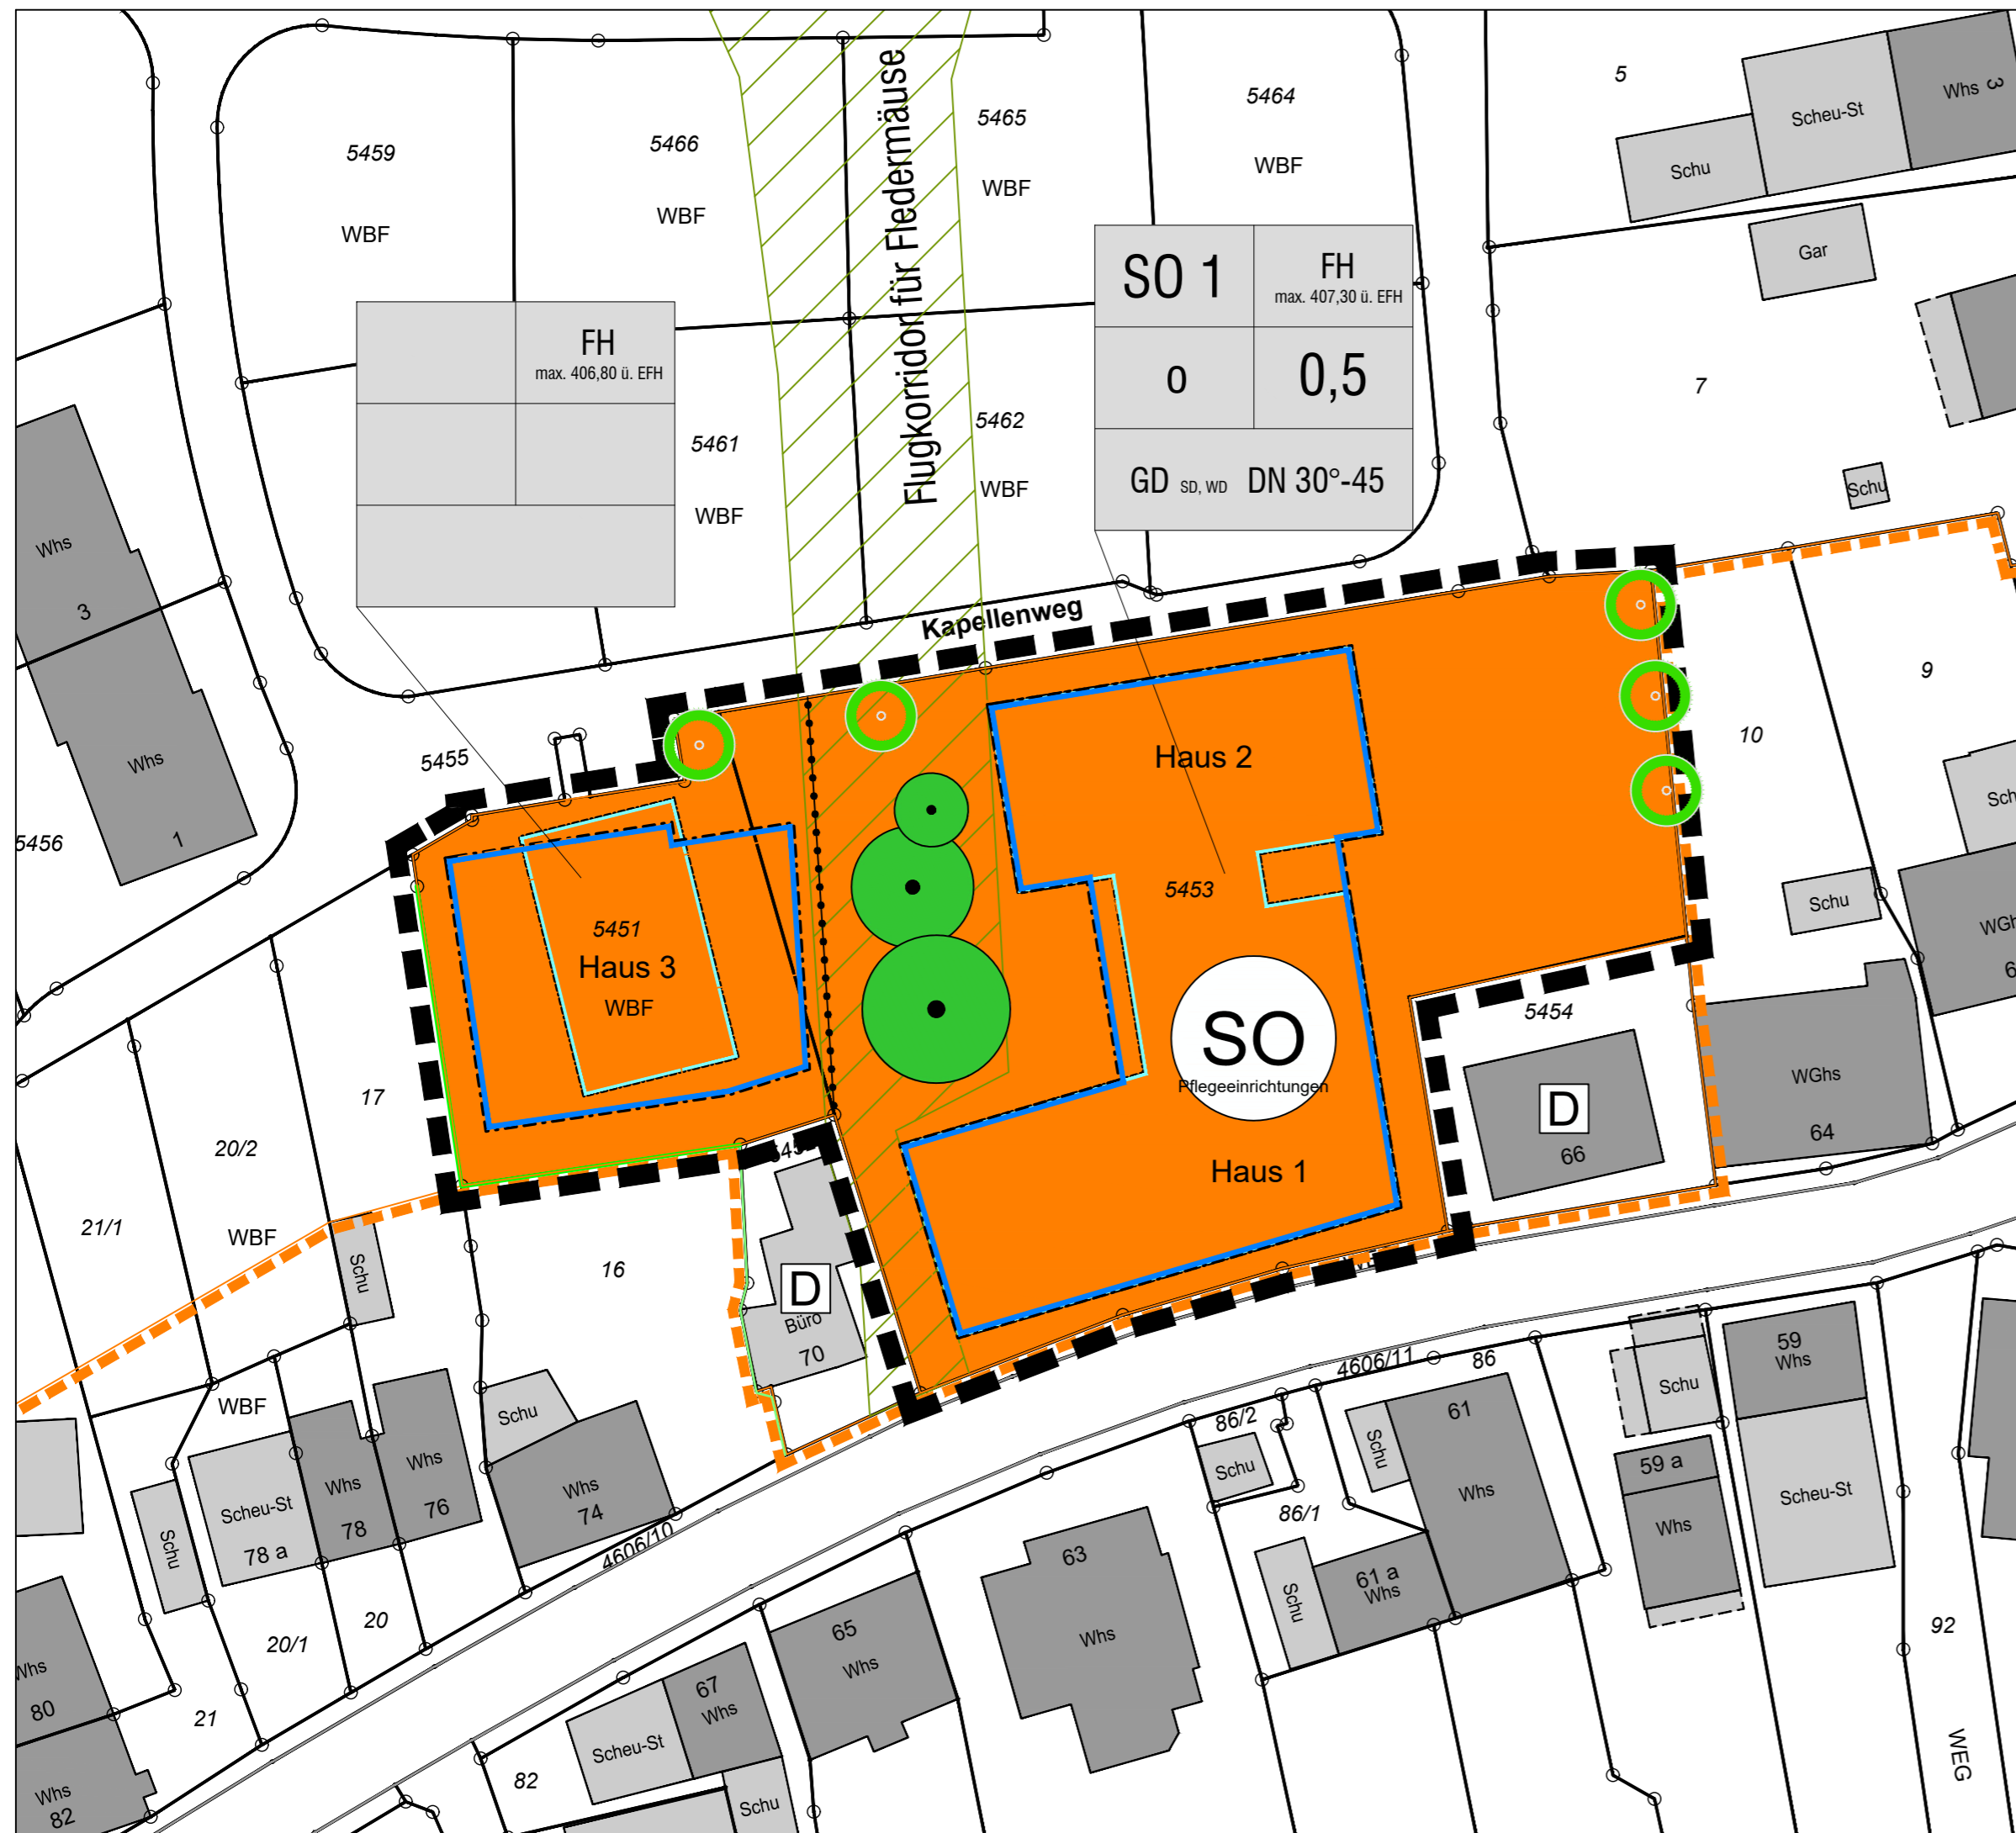 5459
WBF
5466
WBF
Flugkorridor für Fledermäuse
5465
WBF
5464
WBF
5
Schu
Scheu-St
Whs 3
Gar
7
Schu
FH
max. 406,80 ü. EFH
5461
WBF
5462
WBF
SO 1
FH
max. 407,30 ü. EFH
o
0,5
GD SD, WD DN 30°-45
Whs
3
Whs
1
5456
5455
Kapellenweg
9
10
Haus 2
5453
5451
Haus 3
WBF
SO
Pflegeeinrichtungen
Haus 1
5454
D
66
Schu
WGhs
64
17
20/2
WBF
21/1
Schu
16
D
Büro
70
WBF
Schu
Scheu-St
78 a
Whs
78
Whs
76
Schu
Whs
74
4606/10
4606/11
86
86/2
Schu
86/1
Schu
61
Whs
61 a
Whs
Schu
Schu
59
Whs
59 a
Whs
Scheu-St
92
WEG
63
Whs
65
Whs
67
Whs
Scheu-St
Schu
82
20
20/1
21
Whs
80
Whs
82